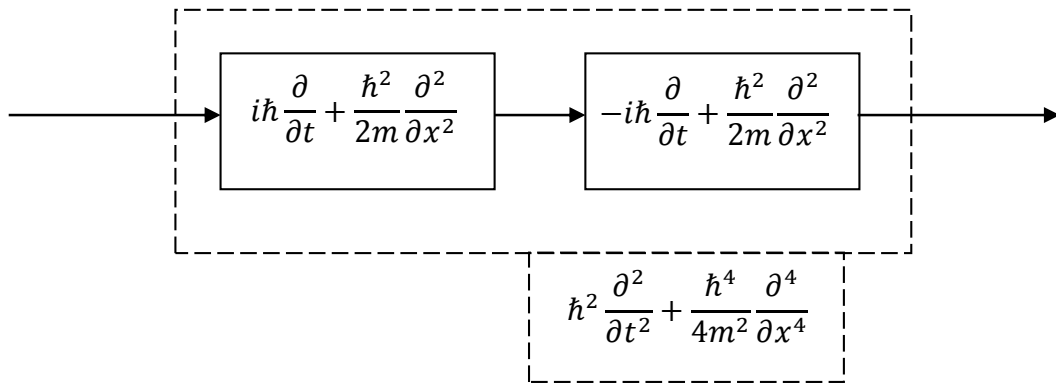 iℏ ∂/∂t + ℏ²/2m ∂²/∂x²
−iℏ ∂/∂t + ℏ²/2m ∂²/∂x²
ℏ² ∂²/∂t² + ℏ⁴/4m² ∂⁴/∂x⁴